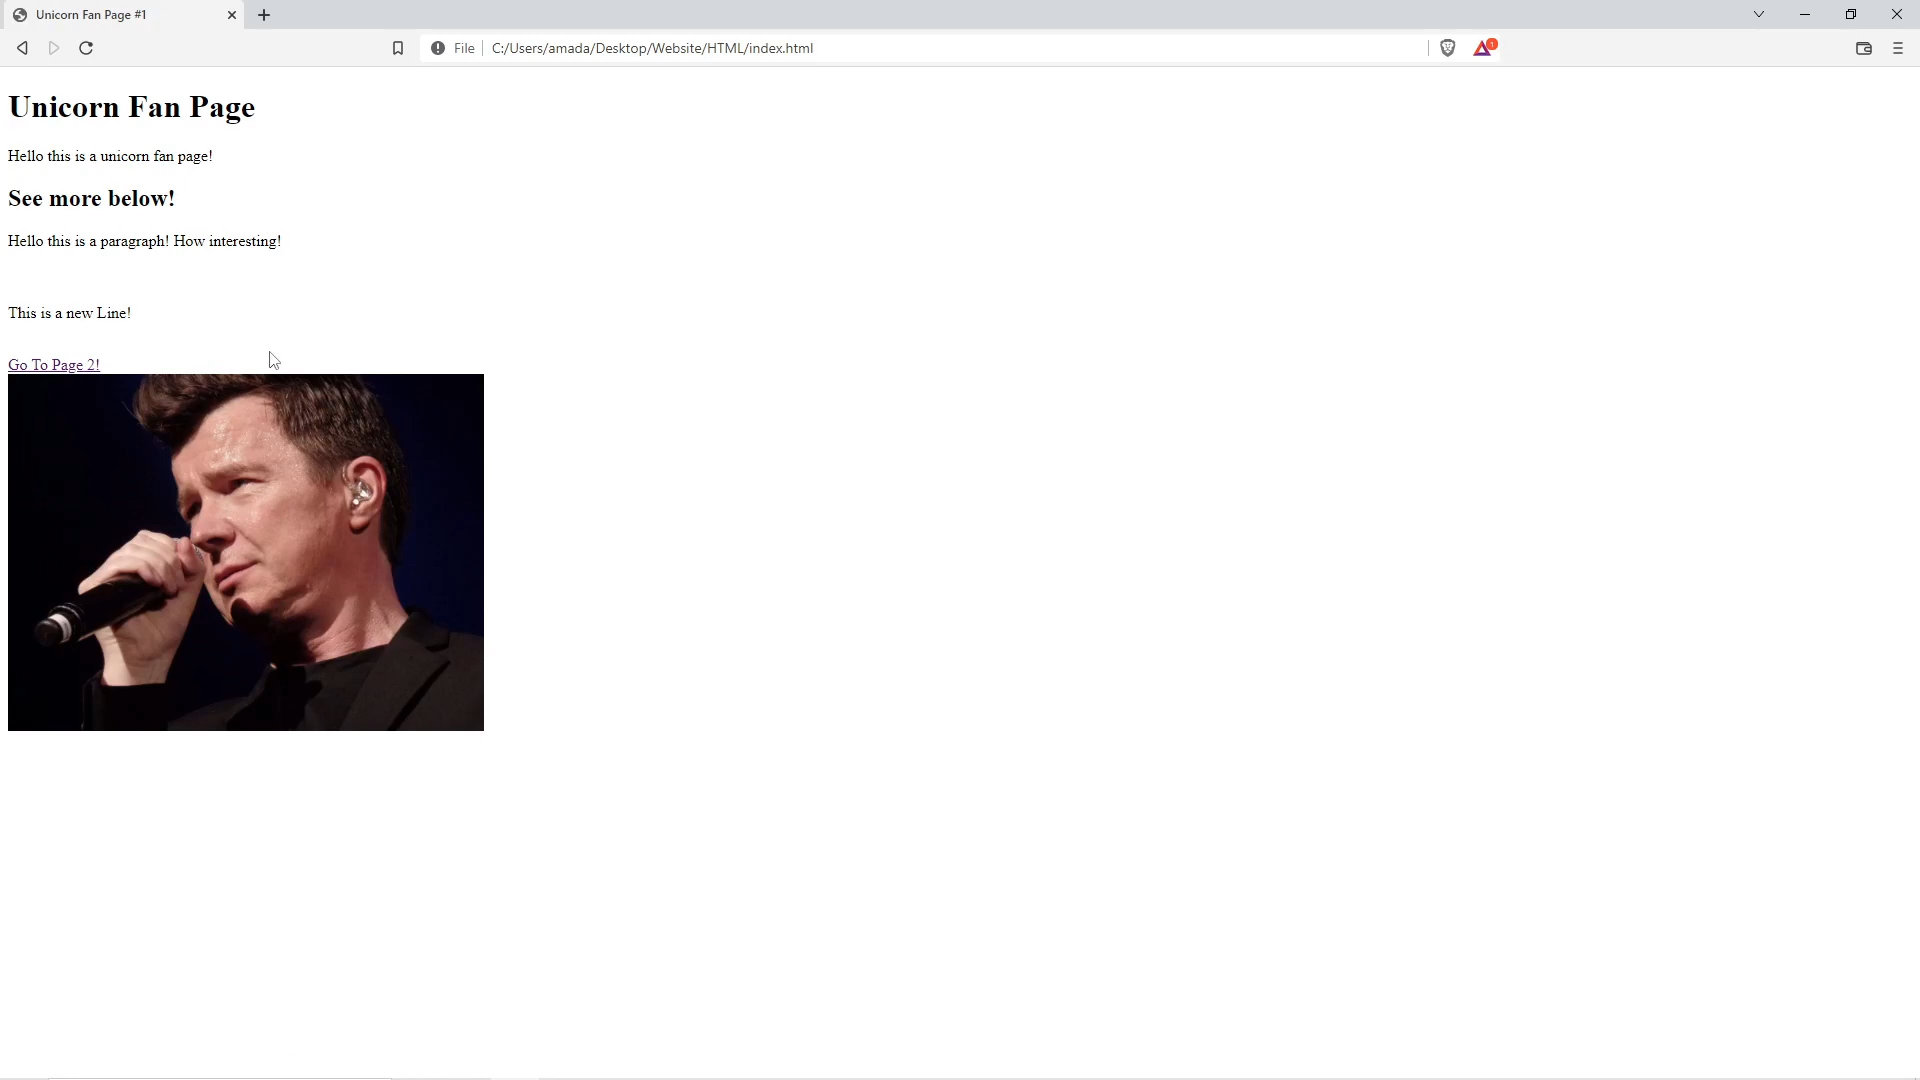 Unicorn Fan Page #1
File
C:/Users/amada/Desktop/Website/HTML/index.html
1
Unicorn Fan Page
Hello this is a unicorn fan page!
See more below!
Hello this is a paragraph! How interesting!
This is a new Line!
Go To Page 2!